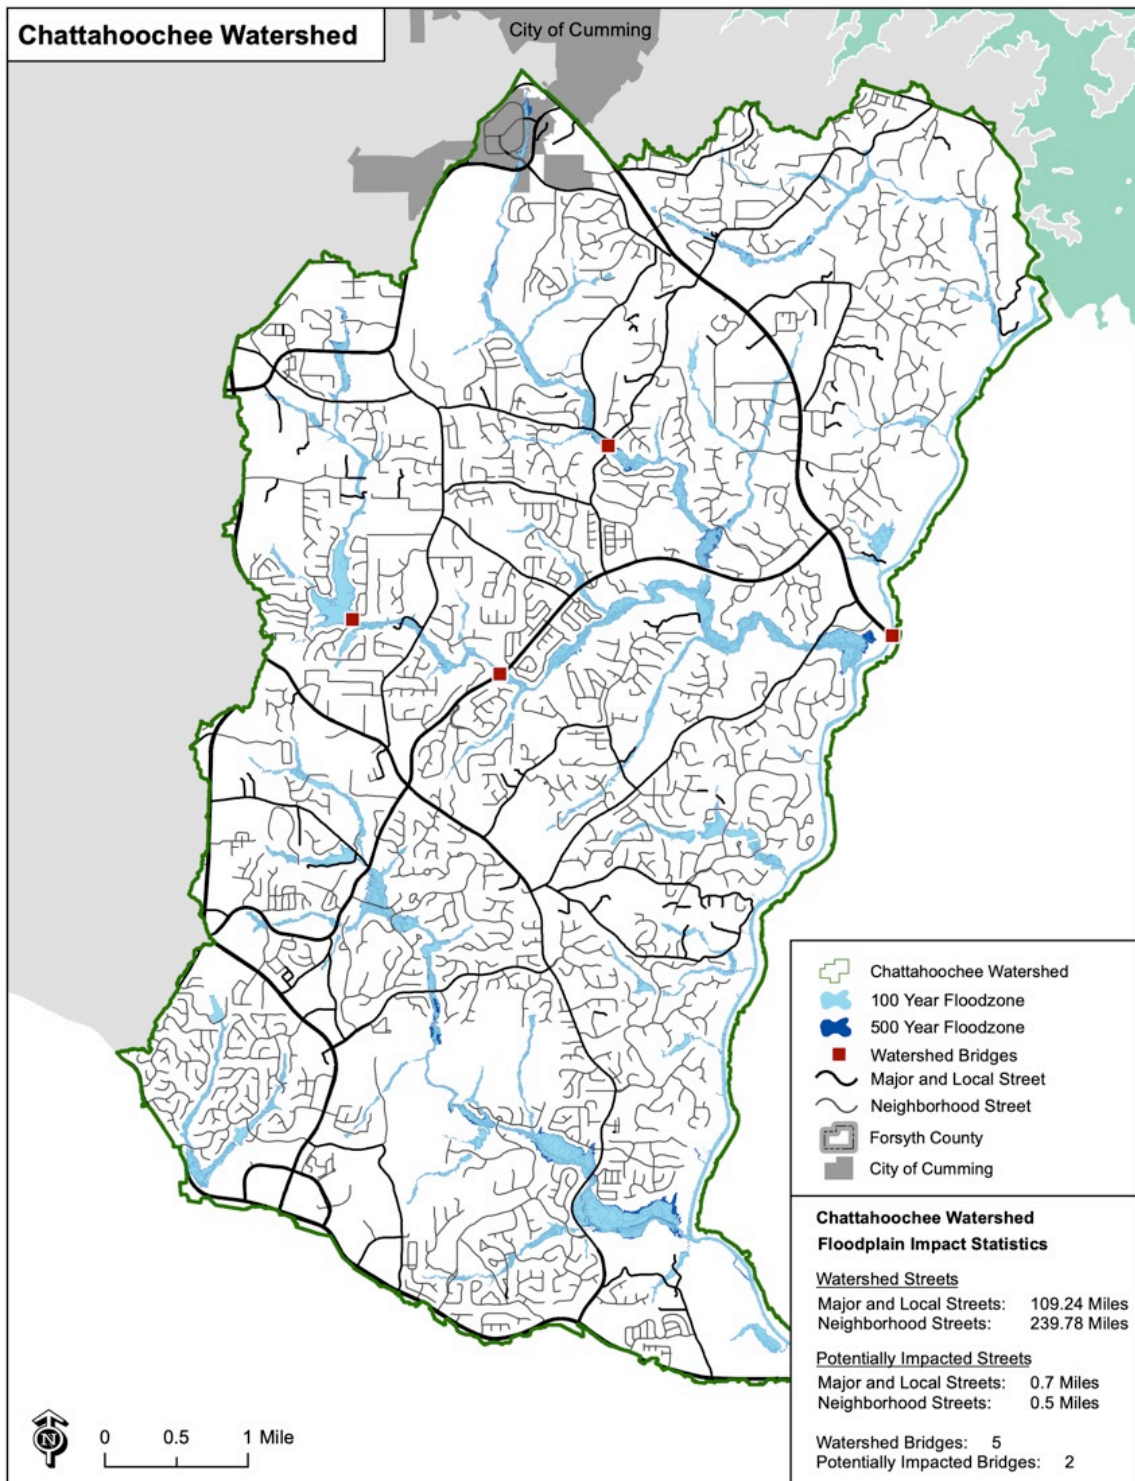 Chattahoochee Watershed
City of Cumming
Chattahoochee Watershed
100 Year Floodzone
500 Year Floodzone
Watershed Bridges
Major and Local Street
Neighborhood Street
Forsyth County
City of Cumming
Chattahoochee Watershed
Floodplain Impact Statistics
Watershed Streets
Major and Local Streets: 109.24 Miles
Neighborhood Streets: 239.78 Miles
Potentially Impacted Streets
Major and Local Streets: 0.7 Miles
Neighborhood Streets: 0.5 Miles
Watershed Bridges: 5
Potentially Impacted Bridges: 2
N
0 0.5 1 Mile